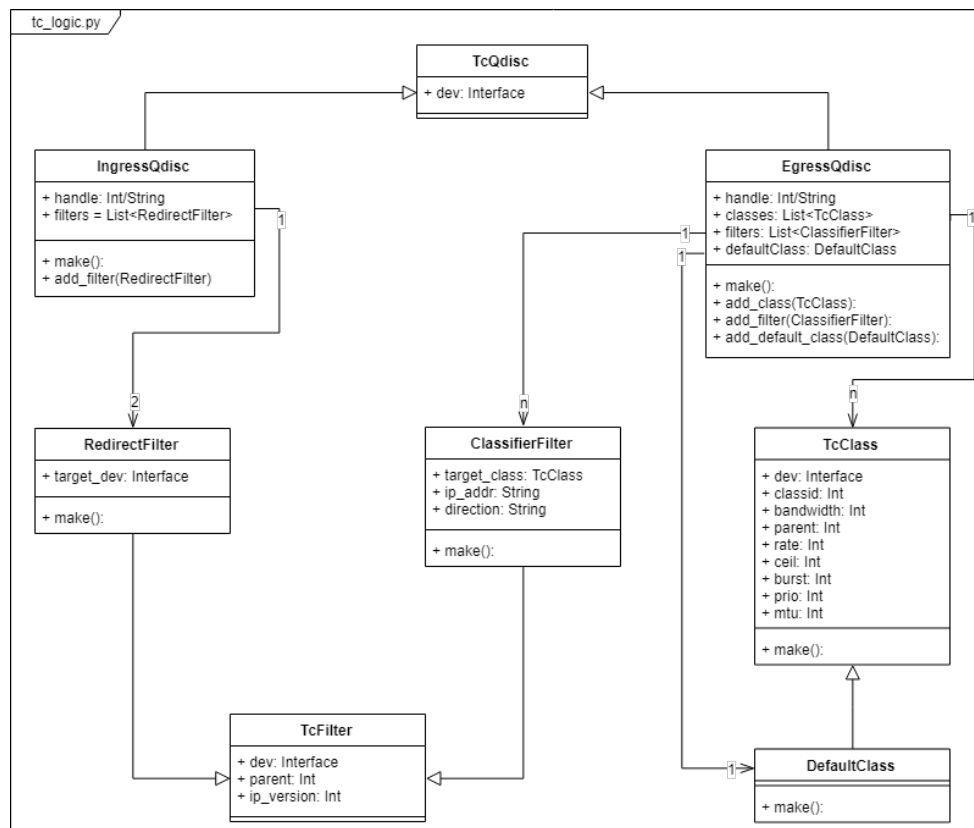 tc_logic.py
TcQdisc
+ dev: Interface
IngressQdisc
+ handle: Int/String
+ filters = List<RedirectFilter>
+ make():
+ add_filter(RedirectFilter)
1
EgressQdisc
+ handle: Int/String
+ classes: List<TcClass>
+ filters: List<ClassifierFilter>
+ defaultClass: DefaultClass
+ make():
+ add_class(TcClass):
+ add_filter(ClassifierFilter):
+ add_default_class(DefaultClass):
1
1
1
2
n
n
RedirectFilter
+ target_dev: Interface
+ make():
ClassifierFilter
+ target_class: TcClass
+ ip_addr: String
+ direction: String
+ make():
TcClass
+ dev: Interface
+ classid: Int
+ bandwidth: Int
+ parent: Int
+ rate: Int
+ ceil: Int
+ burst: Int
+ prio: Int
+ mtu: Int
+ make():
TcFilter
+ dev: Interface
+ parent: Int
+ ip_version: Int
1
DefaultClass
+ make():